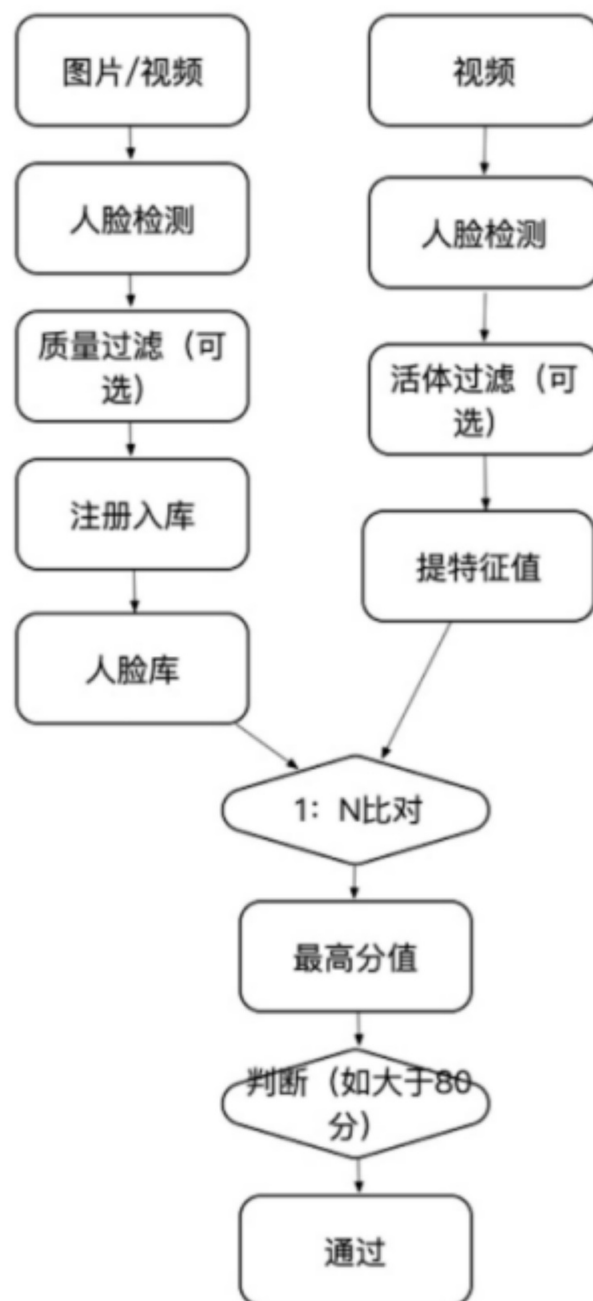 图片/视频
视频
人脸检测
人脸检测
质量过滤（可
选）
活体过滤（可
选）
注册入库
提特征值
人脸库
1：N比对
最高分值
判断（如大于80
分）
通过